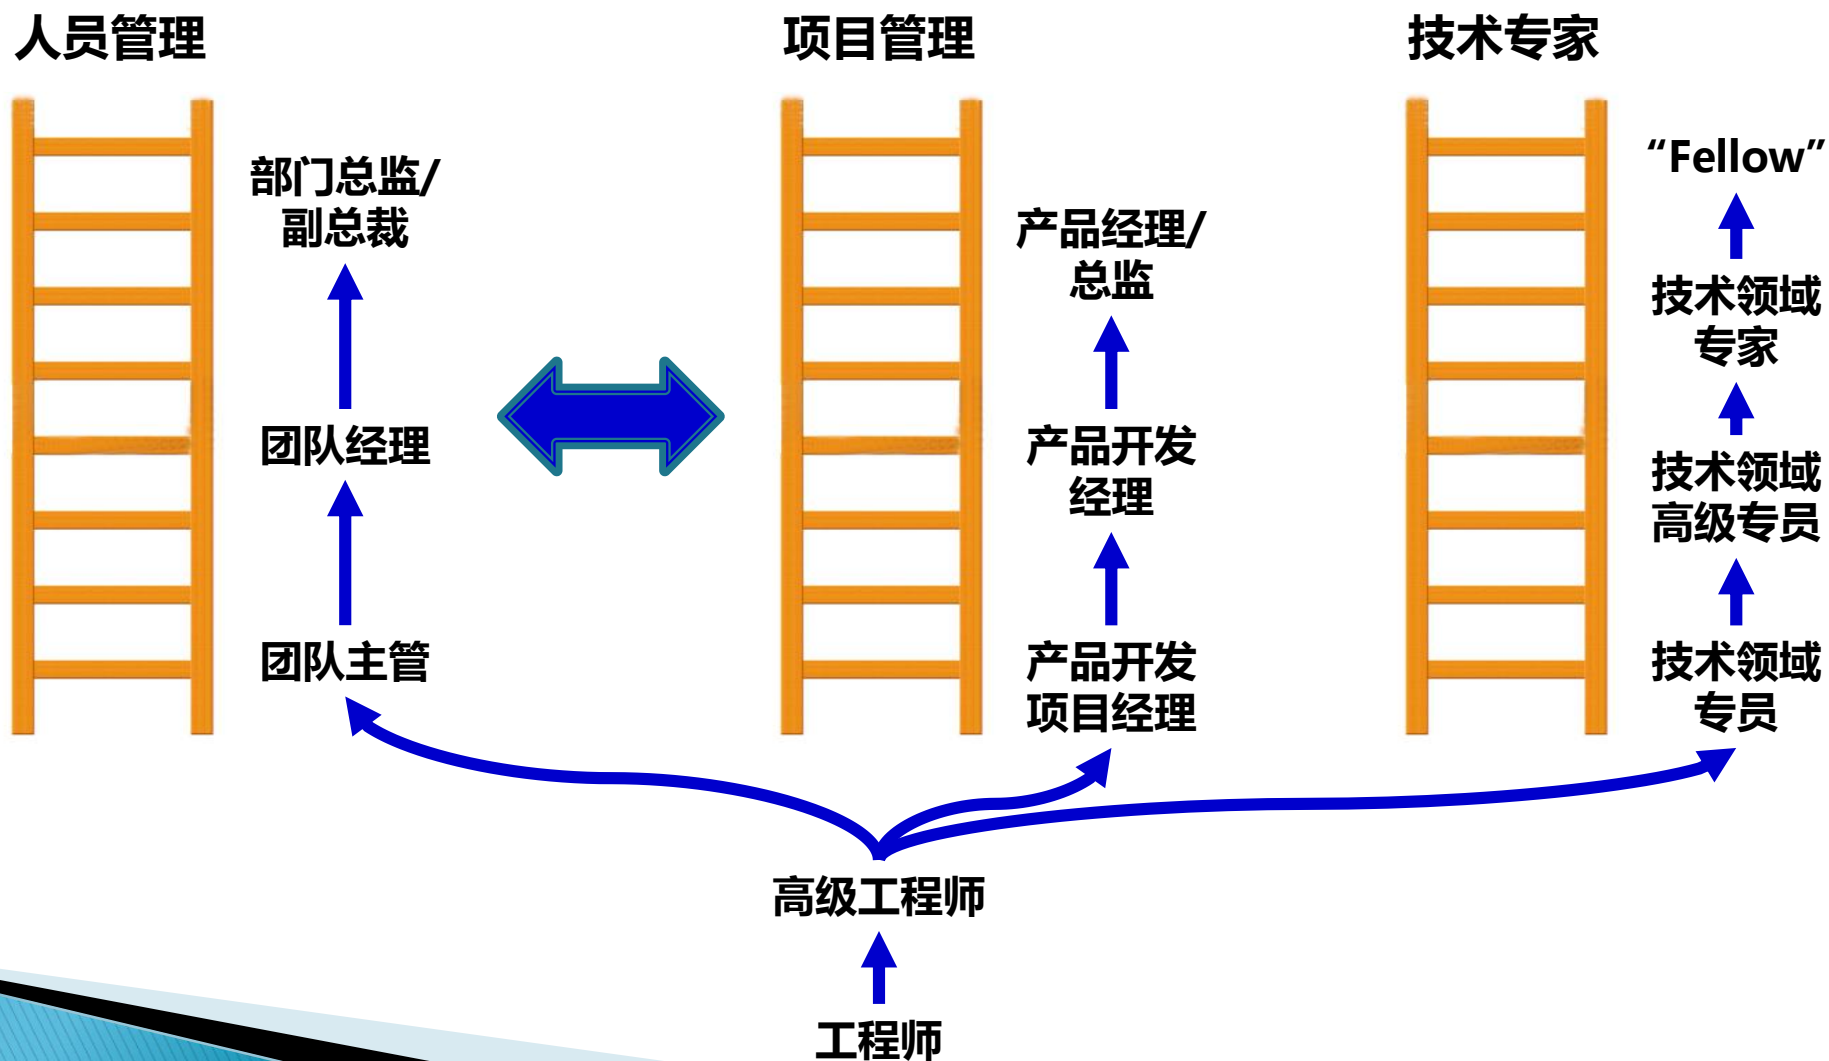 人员管理
项目管理
技术专家
部门总监/
副总裁
团队经理
团队主管
产品经理/
总监
产品开发
经理
产品开发
项目经理
“Fellow”
技术领域
专家
技术领域
高级专员
技术领域
专员
高级工程师
工程师